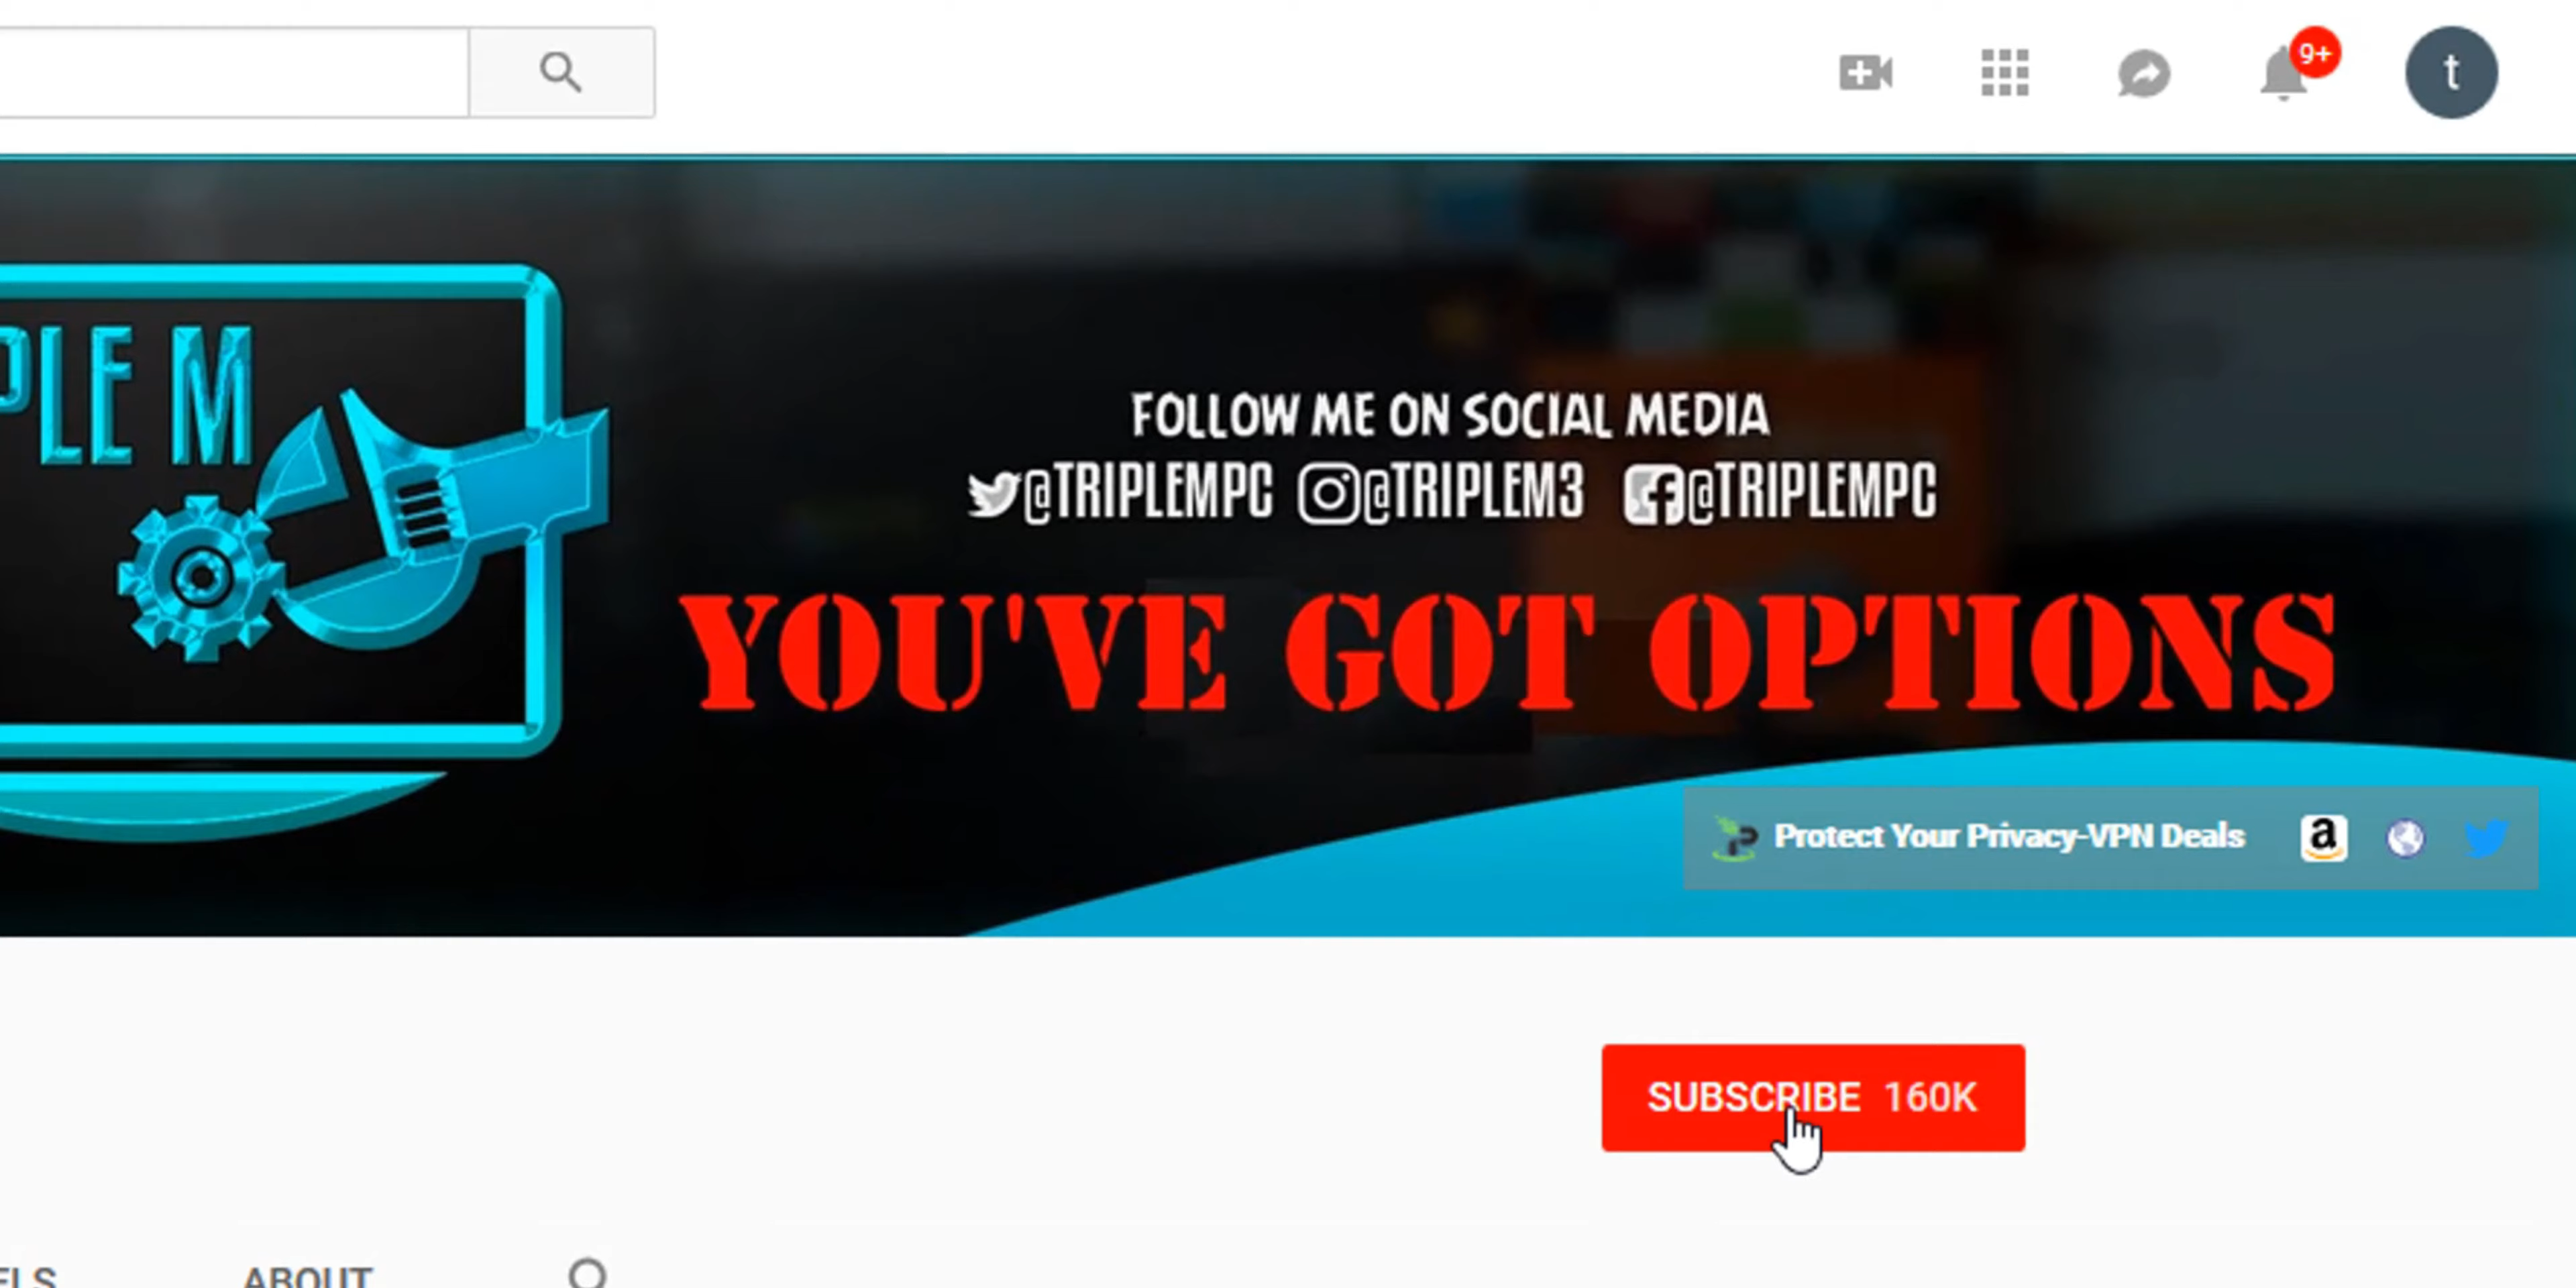 9+
t
PLE M
FOLLOW ME ON SOCIAL MEDIA
@TRIPLEMPC @TRIPLEM3 @TRIPLEMPC
YOU'VE GOT OPTIONS
Protect Your Privacy-VPN Deals
SUBSCRIBE 160K
ELS ABOUT